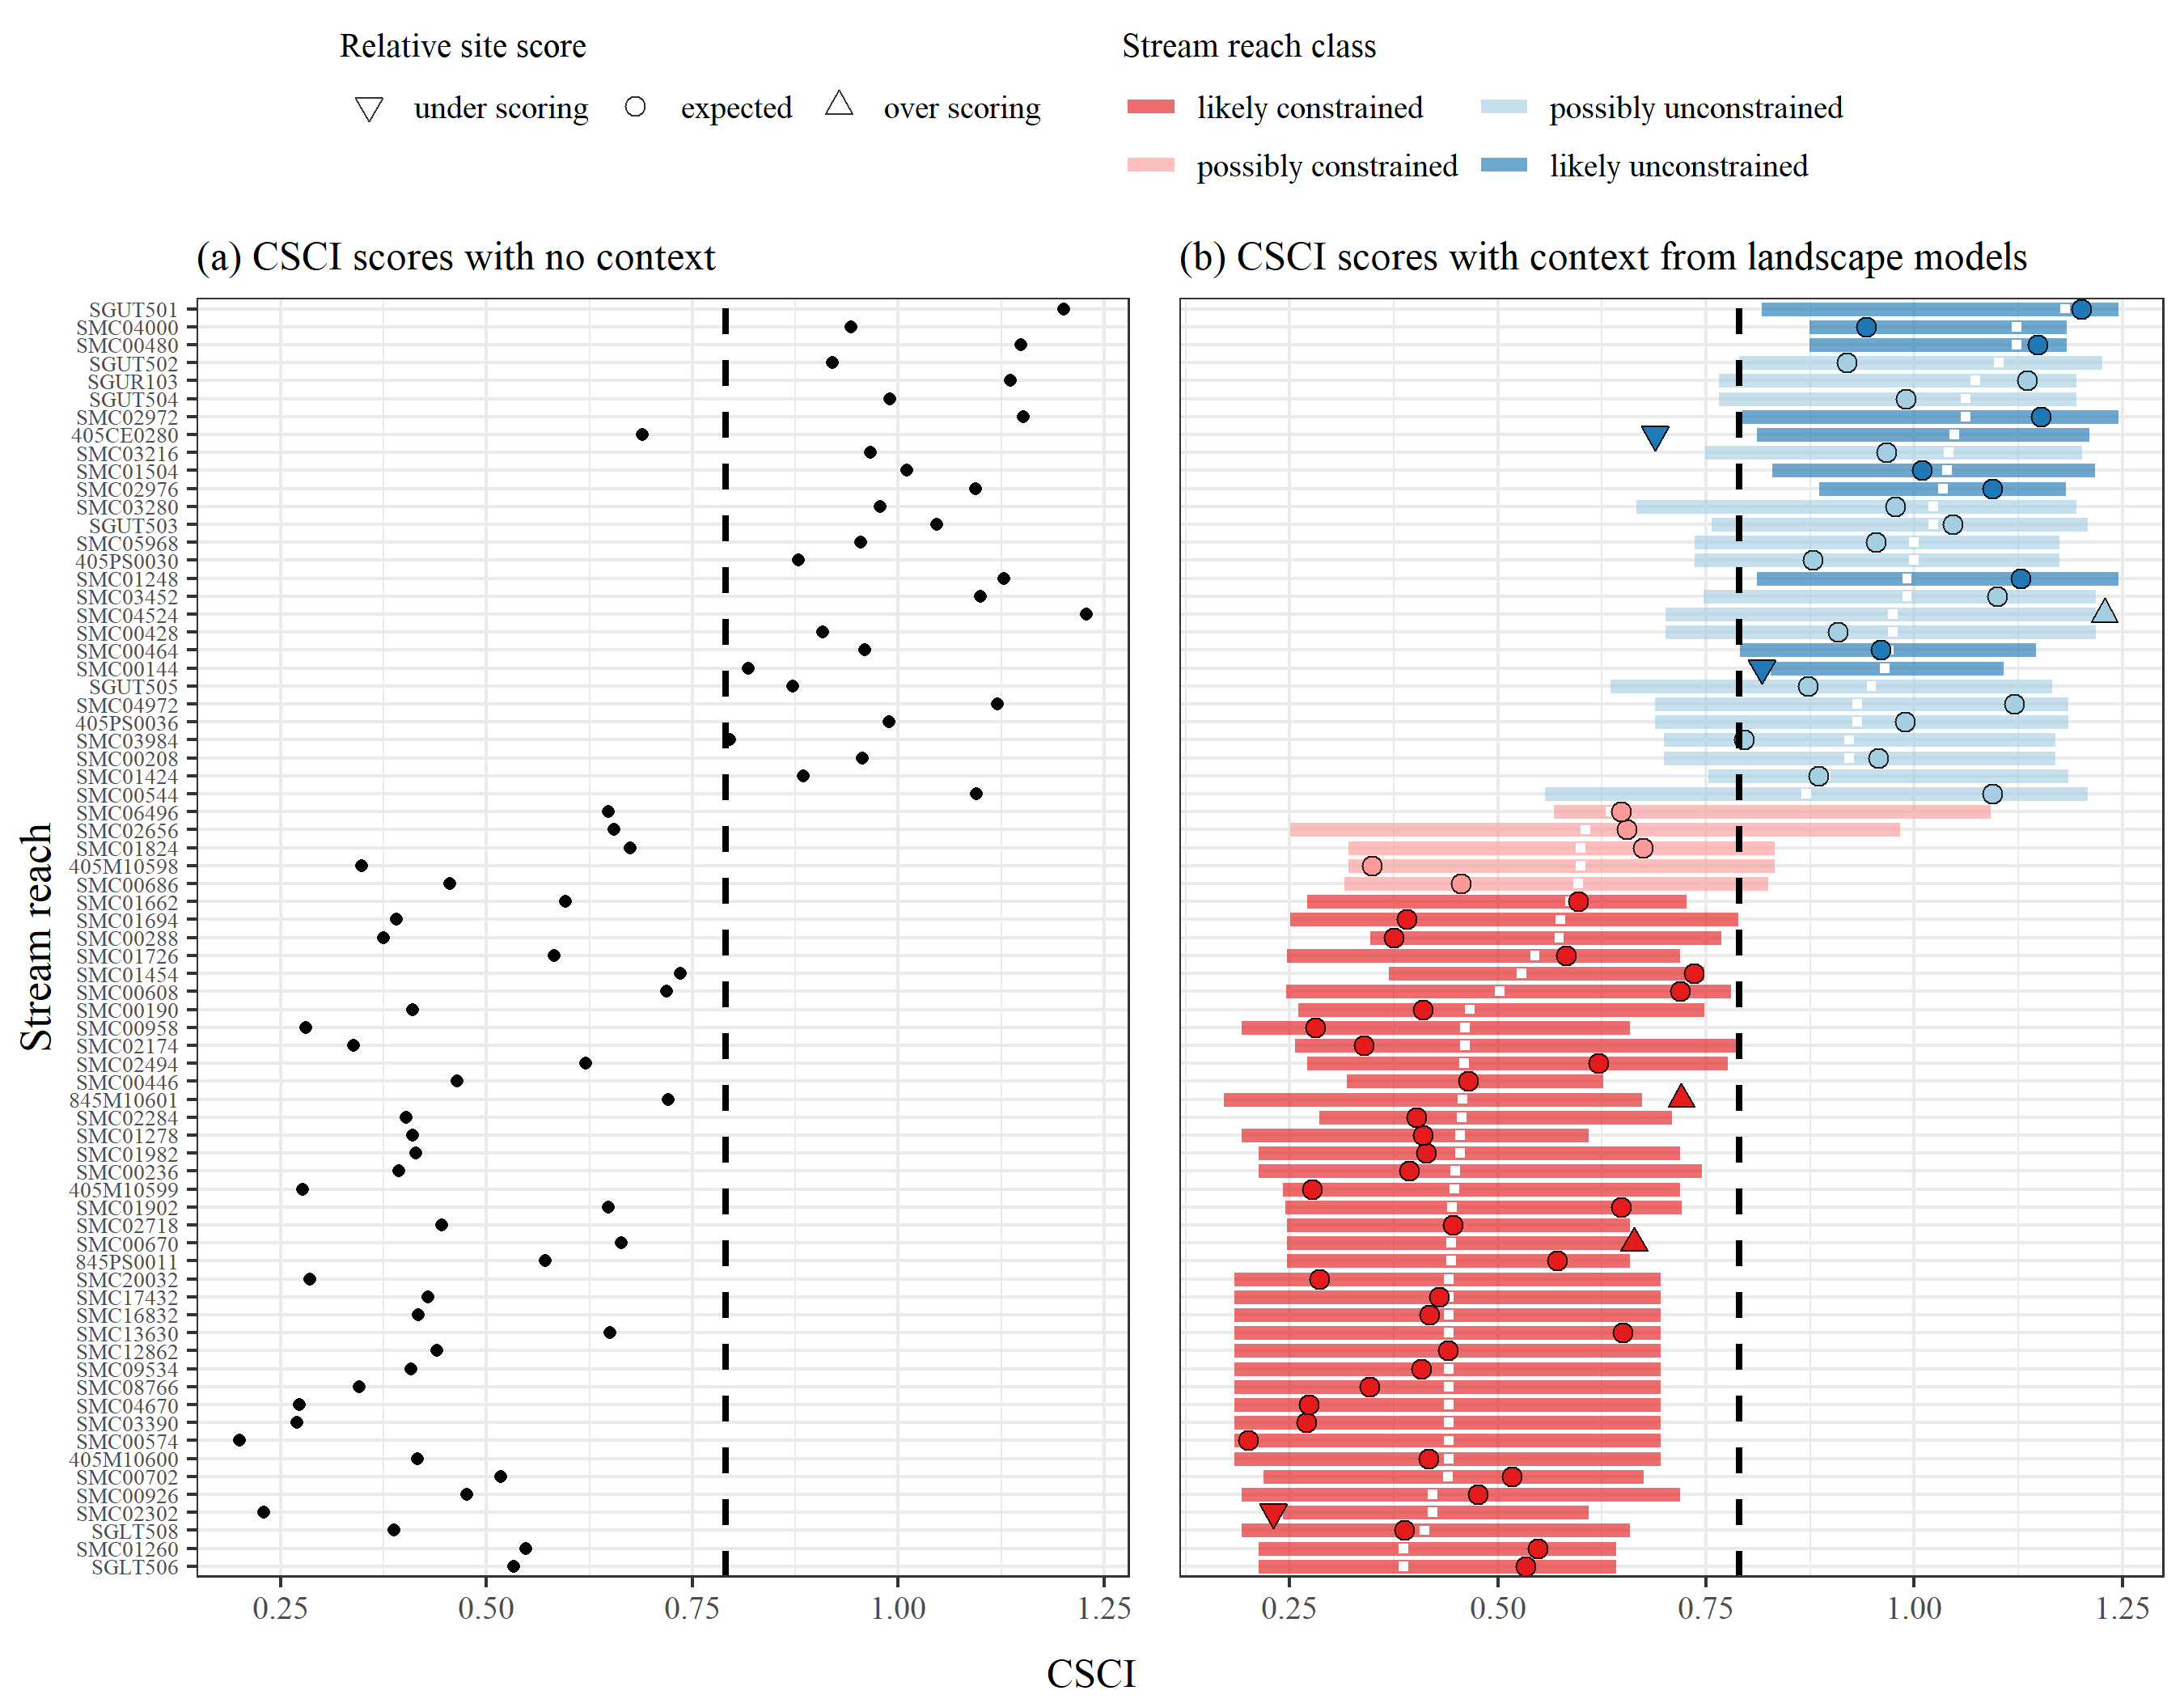 Relative site score
Stream reach class
under scoring
expected
over scoring
likely constrained
possibly unconstrained
possibly constrained
likely unconstrained
(a) CSCI scores with no context
(b) CSCI scores with context from landscape models
SGUT501
SMC04000
SMC00480
SGUT502
SGUR103
SGUT504
SMC02972
405CE0280
SMC03216
SMC01504
SMC02976
SMC03280
SGUT503
SMC05968
405PS0030
SMC01248
SMC03452
SMC04524
SMC00428
SMC00464
SMC00144
SGUT505
SMC04972
405PS0036
SMC03984
SMC00208
SMC01424
SMC00544
SMC06496
SMC02656
SMC01824
405M10598
SMC00686
SMC01662
SMC01694
SMC00288
SMC01726
SMC01454
SMC00608
SMC00190
SMC00958
SMC02174
SMC02494
SMC00446
845M10601
SMC02284
SMC01278
SMC01982
SMC00236
405M10599
SMC01902
SMC02718
SMC00670
845PS0011
SMC20032
SMC17432
SMC16832
SMC13630
SMC12862
SMC09534
SMC08766
SMC04670
SMC03390
SMC00574
405M10600
SMC00702
SMC00926
SMC02302
SGLT508
SMC01260
SGLT506
Stream reach
0.25 0.50 0.75 1.00 1.25
0.25 0.50 0.75 1.00 1.25
CSCI